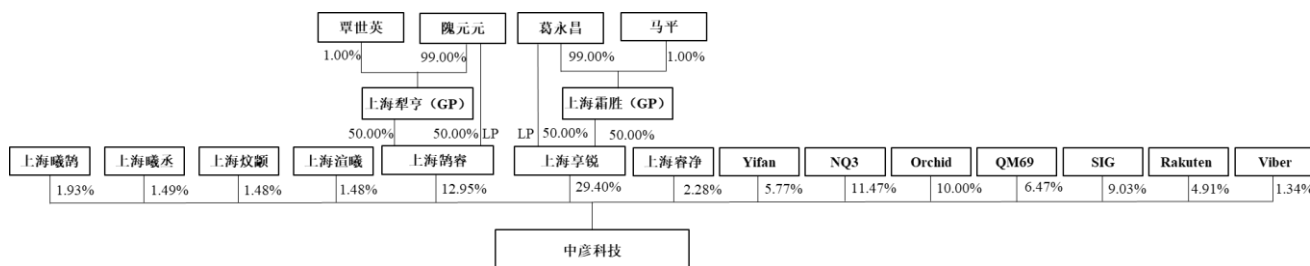 覃世英
隗元元
葛永昌
马平
1.00%
99.00%
99.00%
1.00%
上海犁亨（GP）
上海霜胜（GP）
50.00%
50.00%
LP
LP
50.00%
50.00%
上海曦鹄
上海曦丞
上海炆颛
上海渲曦
上海鹄睿
上海享锐
上海睿净
Yifan
NQ3
Orchid
QM69
SIG
Rakuten
Viber
1.93%
1.49%
1.48%
1.48%
12.95%
29.40%
2.28%
5.77%
11.47%
10.00%
6.47%
9.03%
4.91%
1.34%
中彦科技